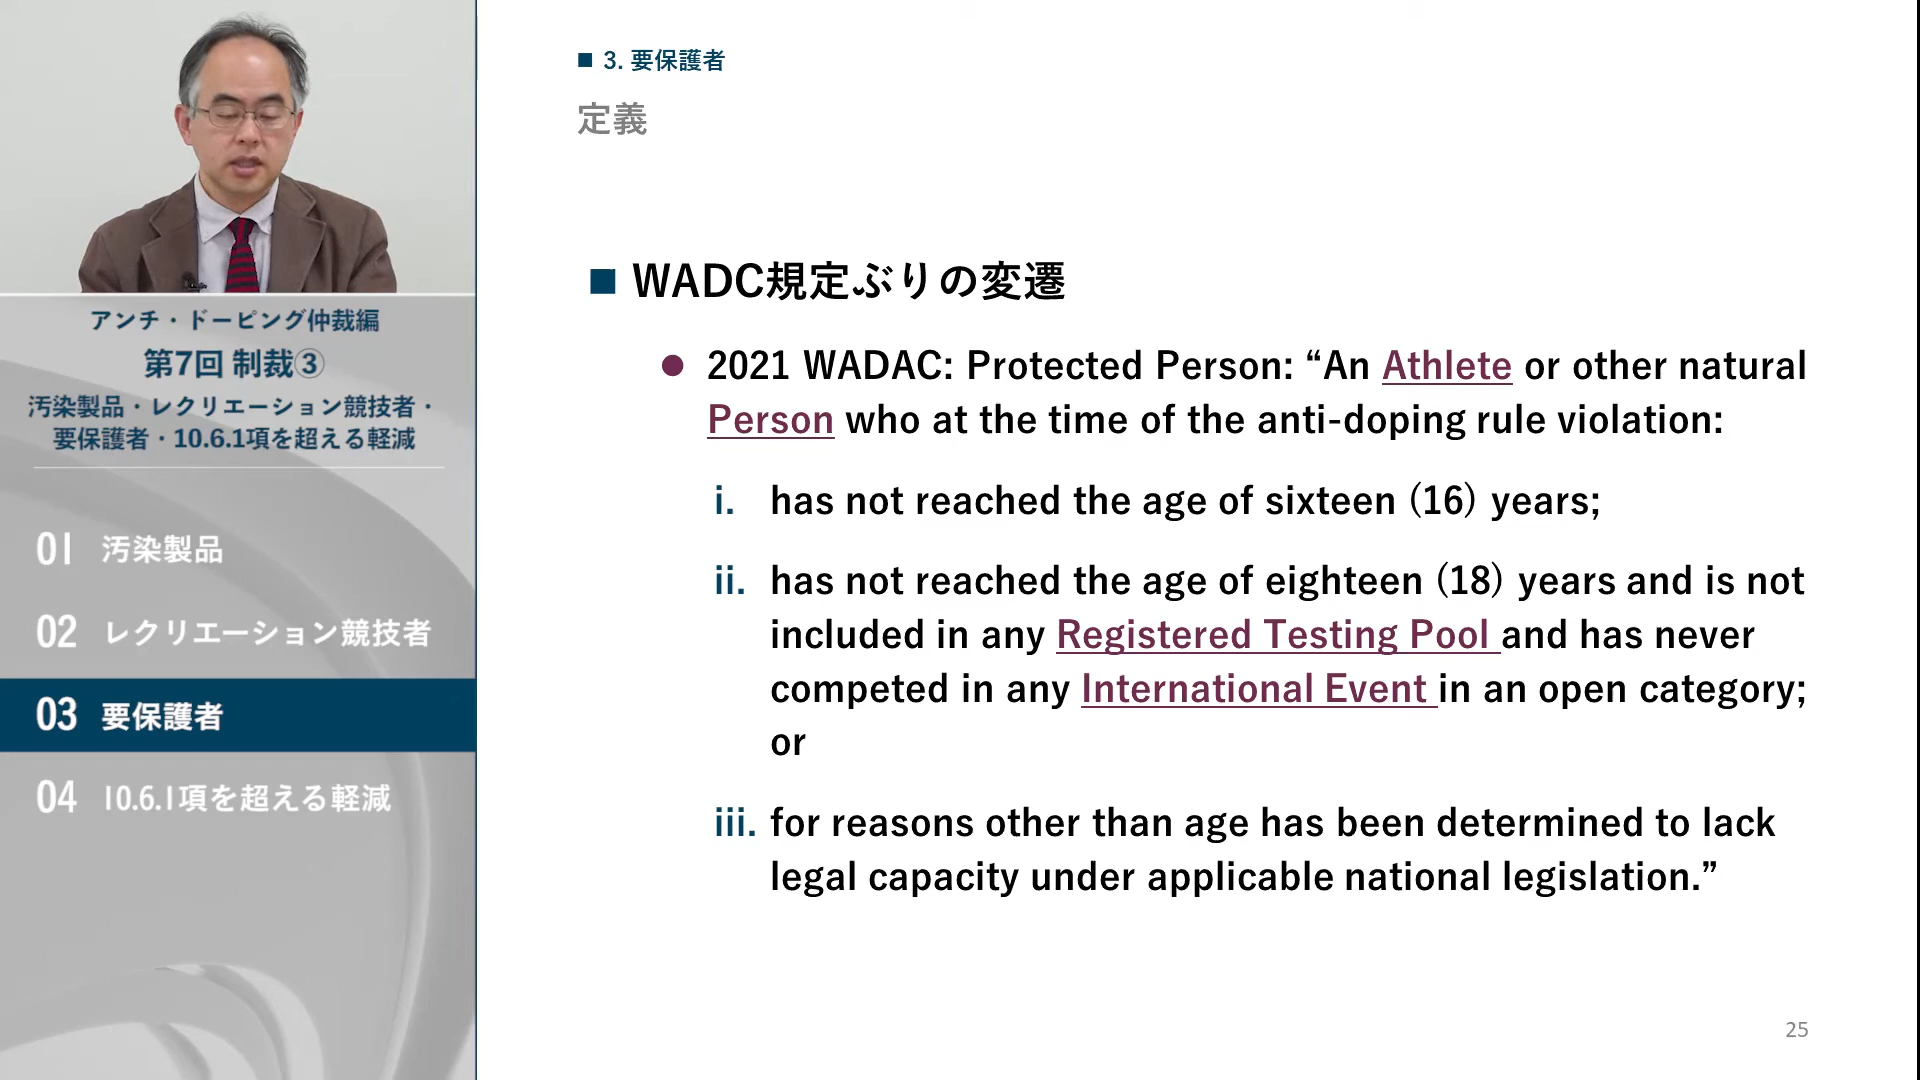 アンチ・ドーピング仲裁編
第7回 制裁③
汚染製品・レクリエーション競技者・
要保護者・10.6.1項を超える軽減
01 汚染製品
02 レクリエーション競技者
03 要保護者
04 10.6.1項を超える軽減
■ 3. 要保護者
定義
■ WADC規定ぶりの変遷
● 2021 WADAC: Protected Person: “An Athlete or other natural
Person who at the time of the anti-doping rule violation:
i. has not reached the age of sixteen (16) years;
ii. has not reached the age of eighteen (18) years and is not
included in any Registered Testing Pool and has never
competed in any International Event in an open category;
or
iii. for reasons other than age has been determined to lack
legal capacity under applicable national legislation.”
25